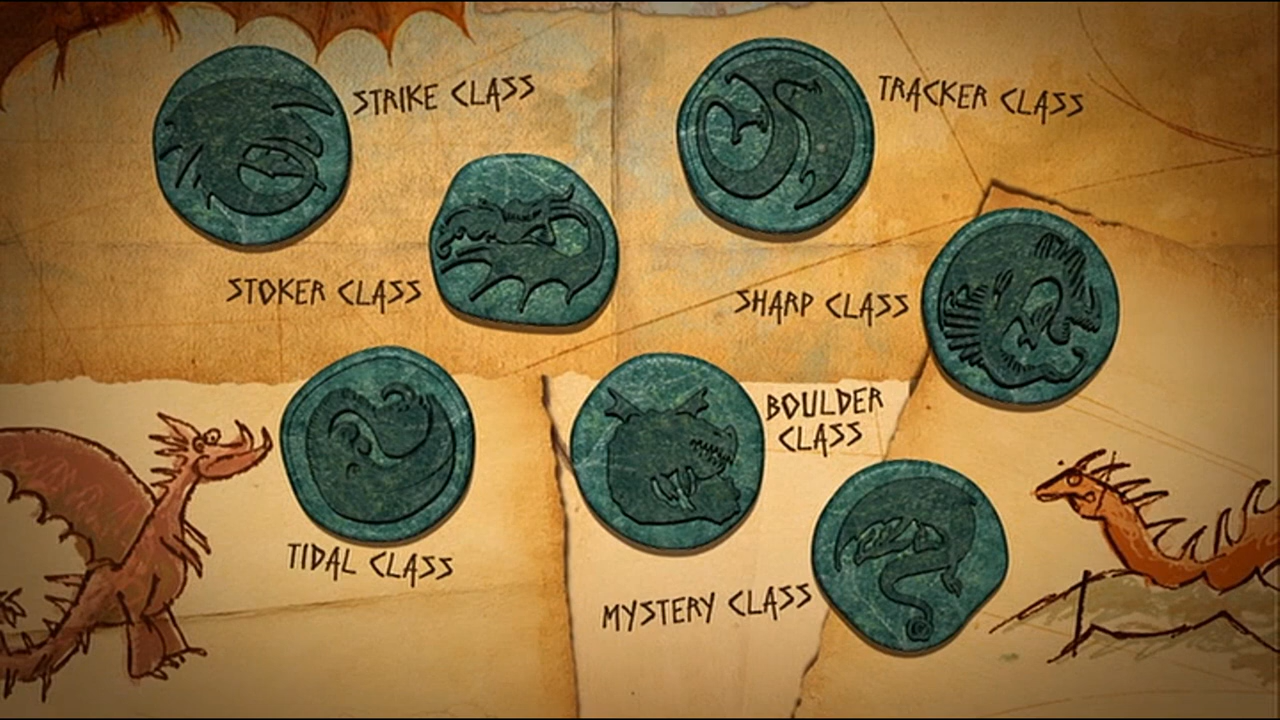 STRIKE CLASS
TRACKER CLASS
STOKER CLASS
SHARP CLASS
BOULDER
CLASS
TIDAL CLASS
MYSTERY CLASS